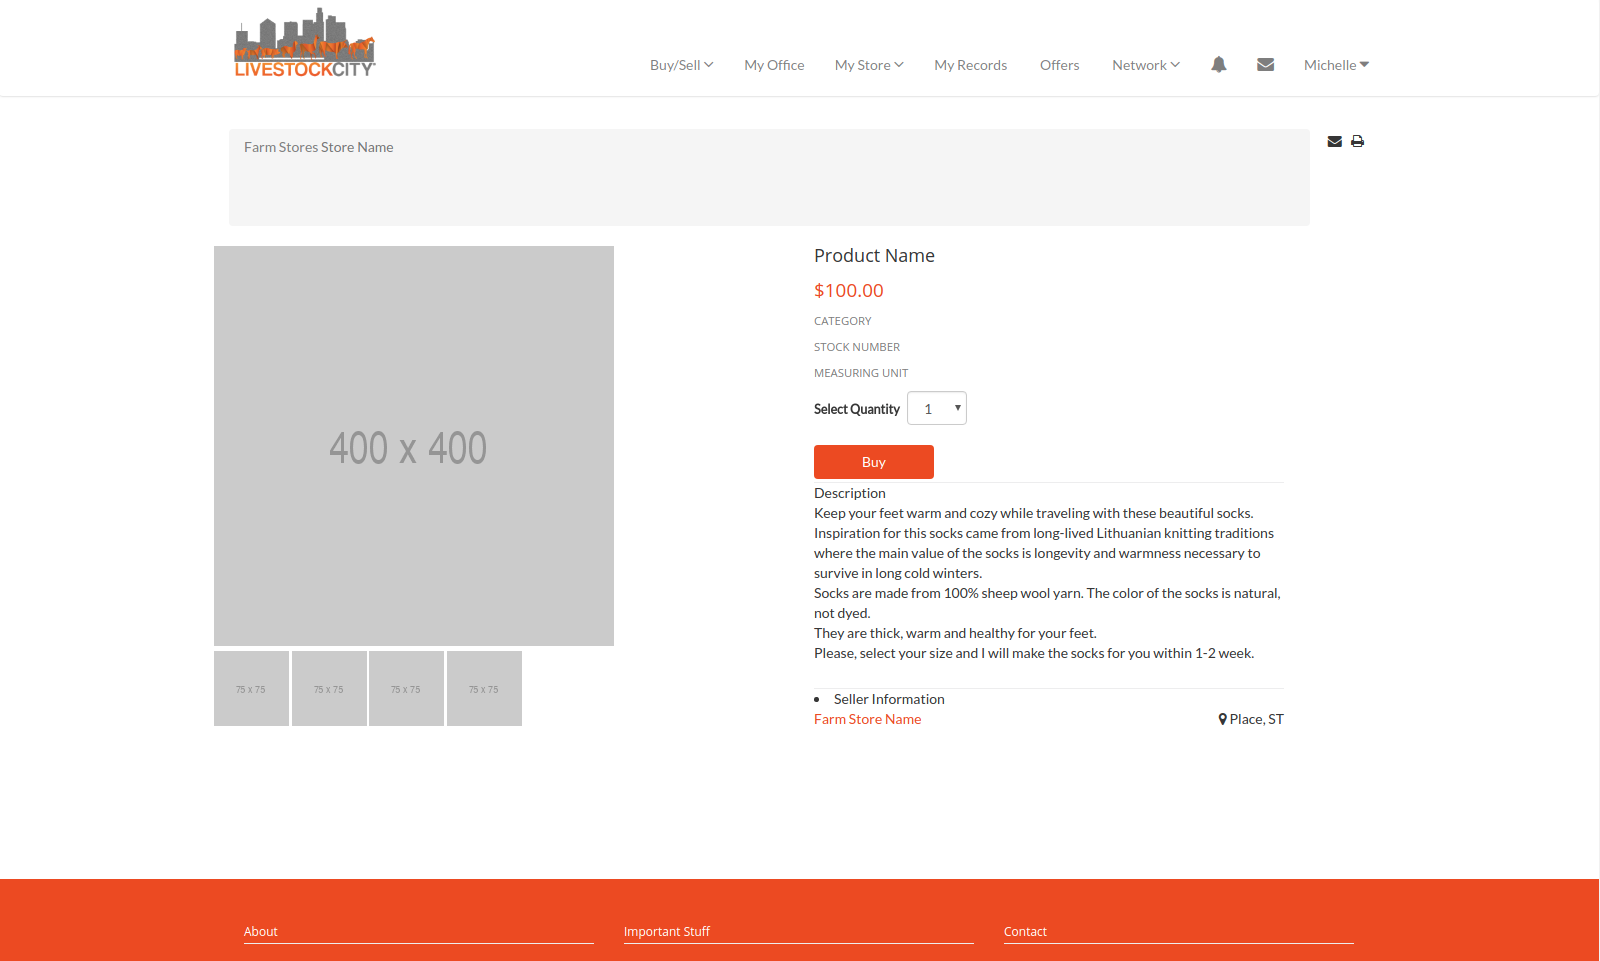 LIVESTOCKCITY
Buy/Sell My Office My Store My Records Offers Network Michelle
Farm Stores Store Name
400 x 400
75 x 75 75 x 75 75 x 75 75 x 75
Product Name
$100.00
CATEGORY
STOCK NUMBER
MEASURING UNIT
Select Quantity 1
Buy
Description
Keep your feet warm and cozy while traveling with these beautiful socks.
Inspiration for this socks came from long-lived Lithuanian knitting traditions
where the main value of the socks is longevity and warmness necessary to
survive in long cold winters.
Socks are made from 100% sheep wool yarn. The color of the socks is natural,
not dyed.
They are thick, warm and healthy for your feet.
Please, select your size and I will make the socks for you within 1-2 week.
• Seller Information
Farm Store Name Place, ST
About Important Stuff Contact